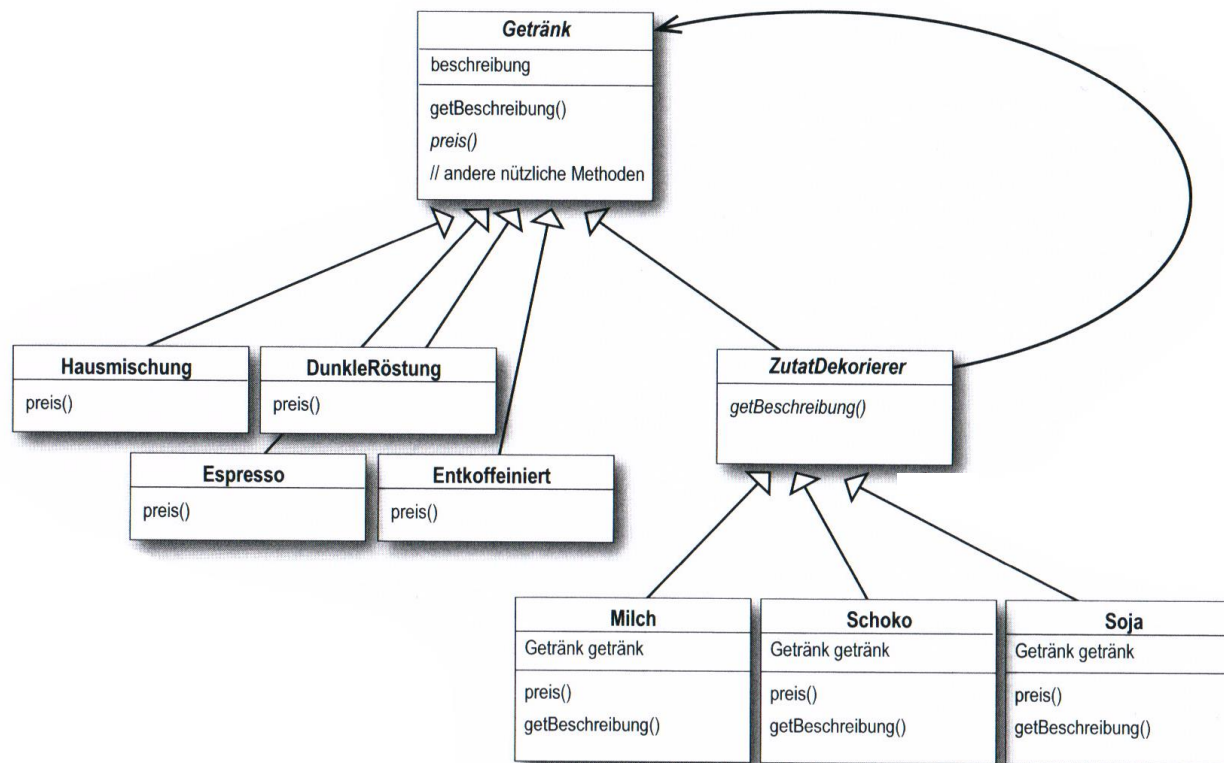 Getränk
beschreibung
getBeschreibung()
preis()
// andere nützliche Methoden
Hausmischung
preis()
DunkleRöstung
preis()
Espresso
preis()
Entkoffeiniert
preis()
ZutatDekorierer
getBeschreibung()
Milch
Getränk getränk
preis()
getBeschreibung()
Schoko
Getränk getränk
preis()
getBeschreibung()
Soja
Getränk getränk
preis()
getBeschreibung()